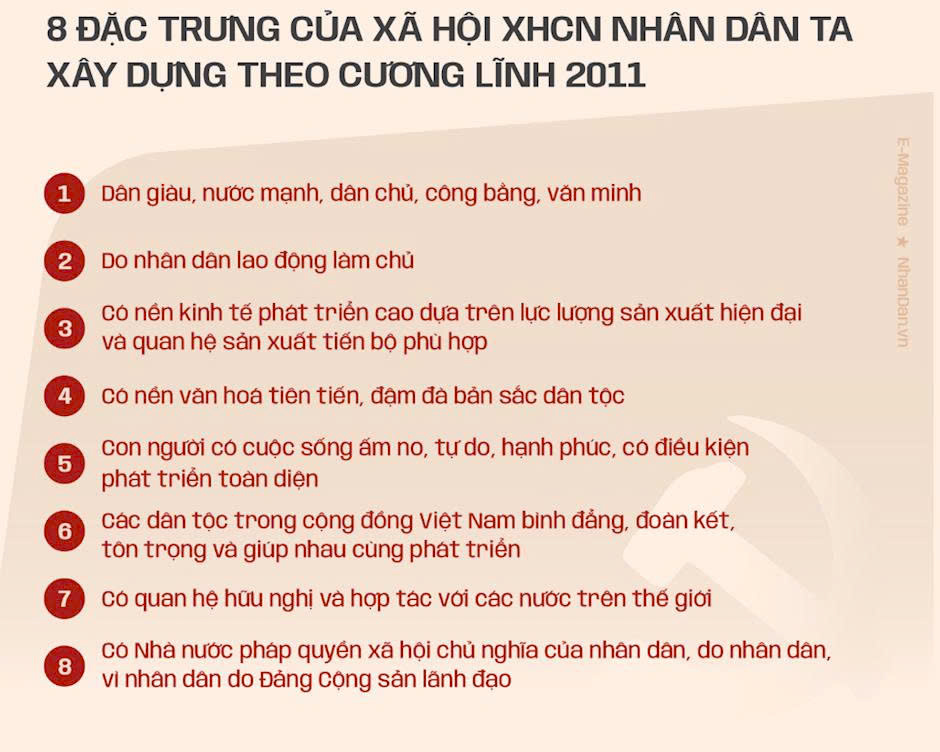 8 ĐẶC TRƯNG CỦA XÃ HỘI XHCN NHÂN DÂN TA
XÂY DỰNG THEO CƯƠNG LĨNH 2011
1 Dân giàu, nước mạnh, dân chủ, công bằng, văn minh
2 Do nhân dân lao động làm chủ
3 Có nền kinh tế phát triển cao dựa trên lực lượng sản xuất hiện đại
và quan hệ sản xuất tiến bộ phù hợp
4 Có nền văn hoá tiên tiến, đậm đà bản sắc dân tộc
5 Con người có cuộc sống ấm no, tự do, hạnh phúc, có điều kiện
phát triển toàn diện
6 Các dân tộc trong cộng đồng Việt Nam bình đẳng, đoàn kết,
tôn trọng và giúp nhau cùng phát triển
7 Có quan hệ hữu nghị và hợp tác với các nước trên thế giới
8 Có Nhà nước pháp quyền xã hội chủ nghĩa của nhân dân, do nhân dân,
vì nhân dân do Đảng Cộng sản lãnh đạo
E-Magazine ★ NhanDan.vn